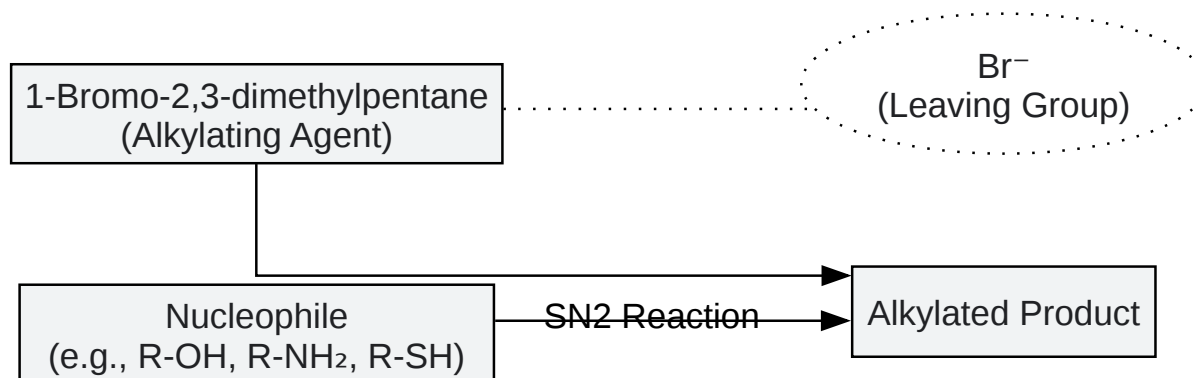 1-Bromo-2,3-dimethylpentane
(Alkylating Agent)
Br⁻
(Leaving Group)
Nucleophile
(e.g., R-OH, R-NH₂, R-SH)
SN2 Reaction
Alkylated Product